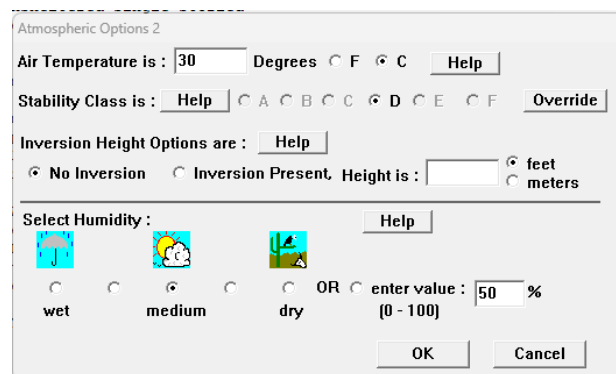 Atmospheric Options 2
Air Temperature is : 30 Degrees F C Help
Stability Class is : Help A B C D E F Override
Inversion Height Options are : Help
No Inversion Inversion Present, Height is : feet
meters
Select Humidity : Help
OR enter value : 50 %
wet medium dry (0 - 100)
OK Cancel